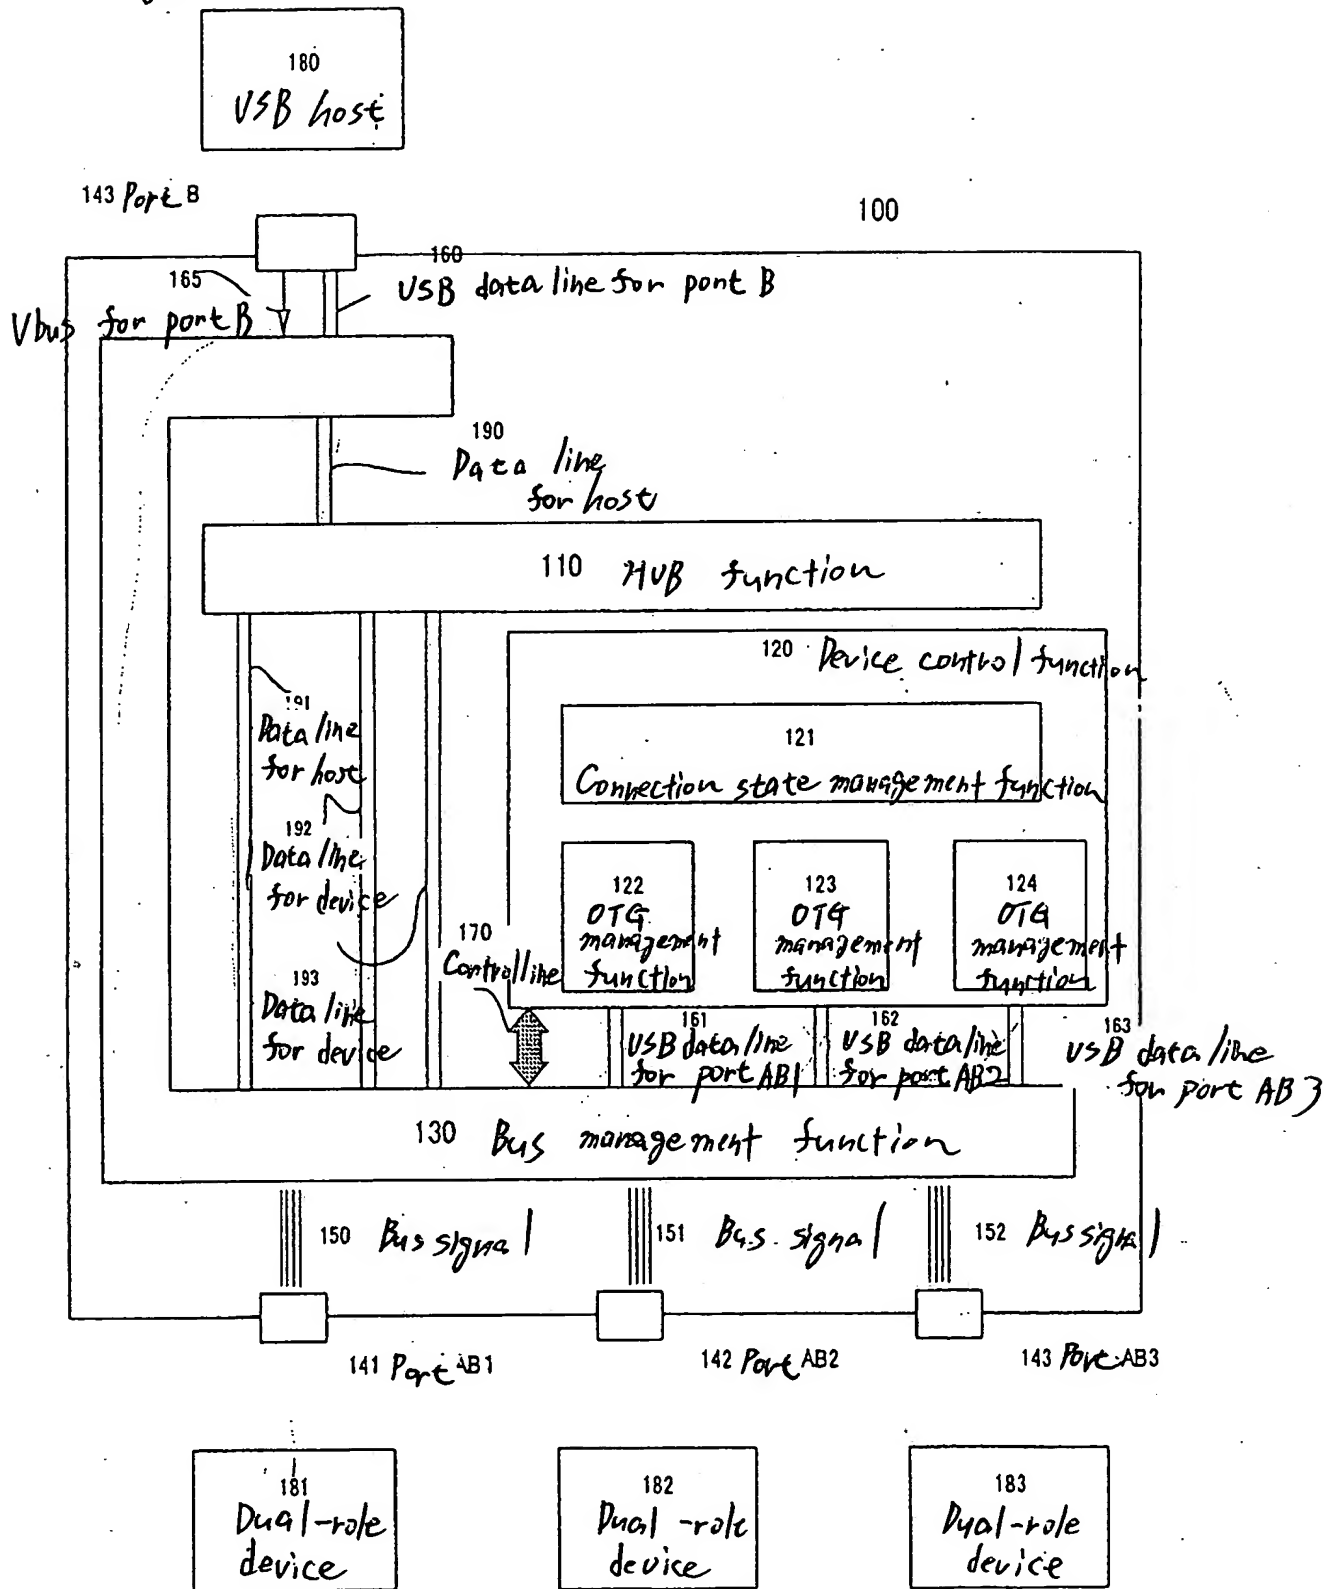 180
USB host
143 Port B
100
160
165
USB data line for port B
Vbus for port B
190
Data line
for host
110 HUB function
120 Device control function
191
Data line
for host
121
Connection state management function
192
Data line
for device
122
OTG
management
function
123
OTG
management
function
124
OTG
management
function
170
Control line
193
Data line
for device
161
USB data line
for port AB1
162
USB data line
for port AB2
163
USB data line
for port AB3
130 Bus management function
150 Bus signal
151 Bus signal
152 Bus signal
141 Port AB1
142 Port AB2
143 Port AB3
181
Dual-role
device
182
Dual-role
device
183
Dual-role
device